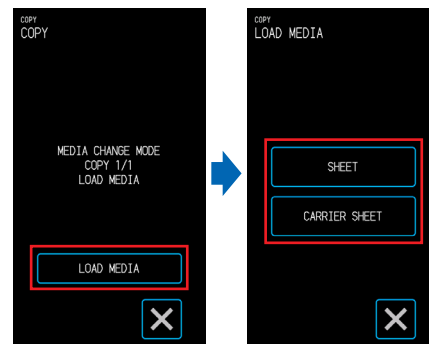 COPY
COPY
MEDIA CHANGE MODE
COPY 1/1
LOAD MEDIA
LOAD MEDIA
COPY
LOAD MEDIA
SHEET
CARRIER SHEET